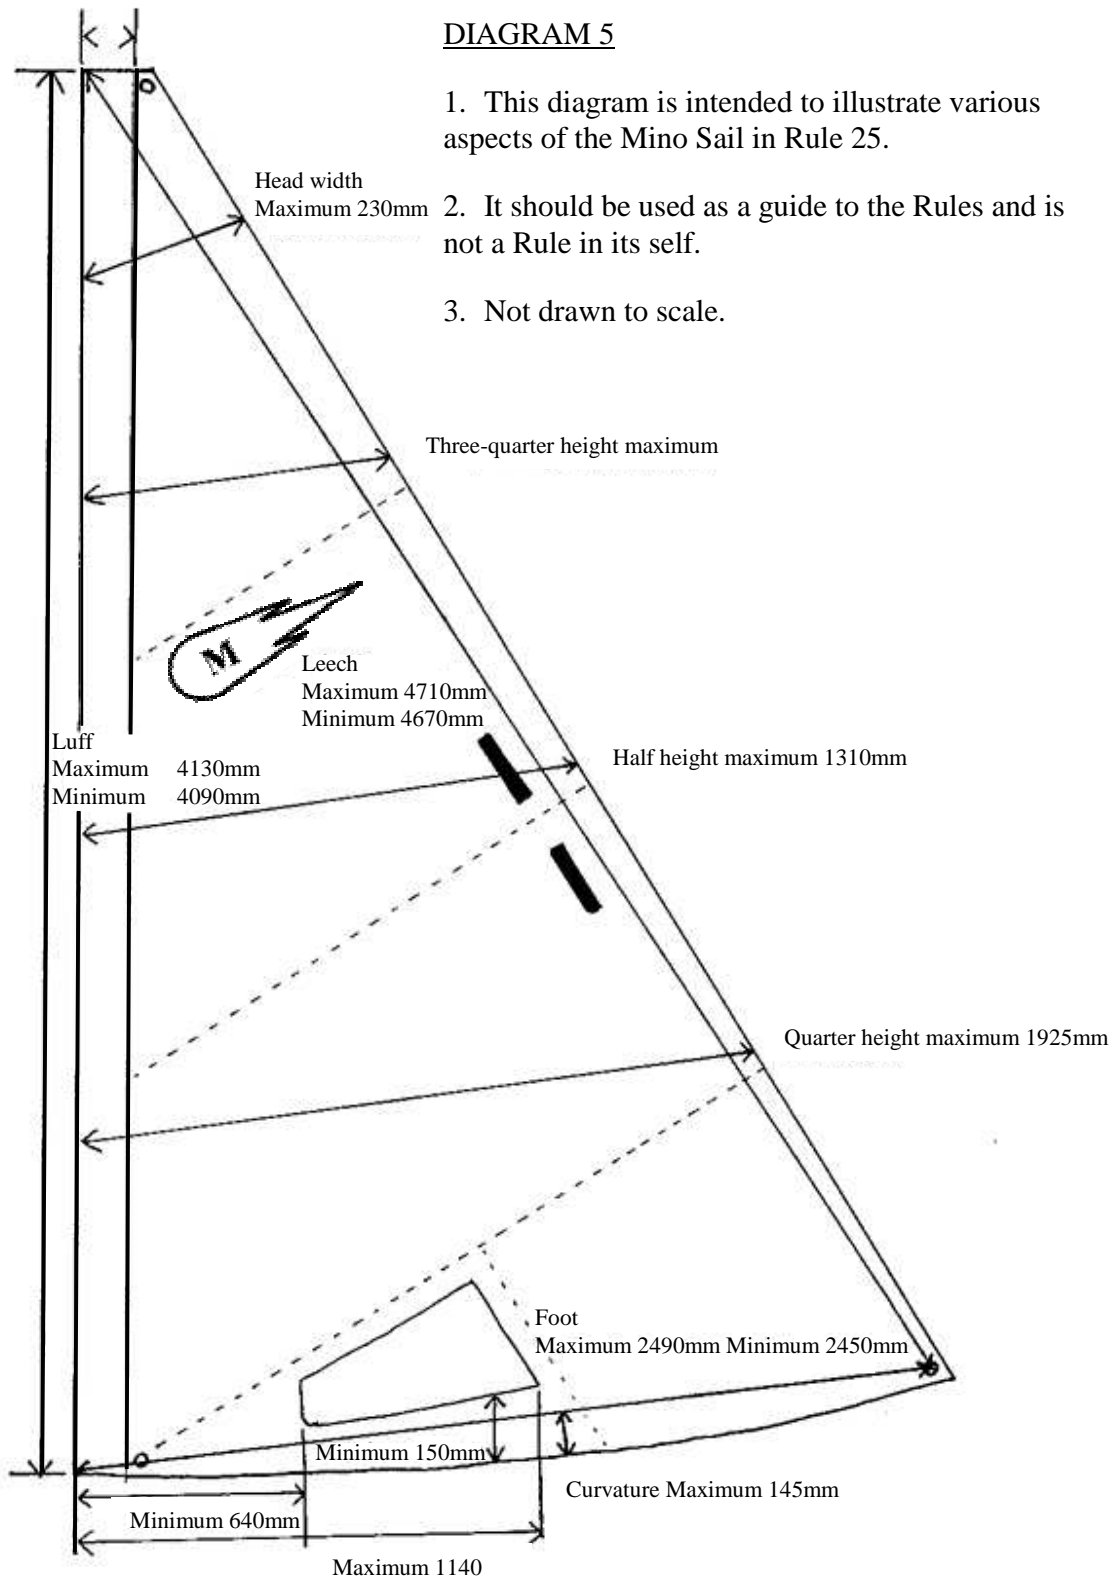 DIAGRAM 5
1. This diagram is intended to illustrate various
aspects of the Mino Sail in Rule 25.
Head width
Maximum 230mm
2. It should be used as a guide to the Rules and is
not a Rule in its self.
3. Not drawn to scale.
Three-quarter height maximum
M
Leech
Maximum 4710mm
Minimum 4670mm
Luff
Maximum 4130mm
Minimum 4090mm
Half height maximum 1310mm
Quarter height maximum 1925mm
Foot
Maximum 2490mm Minimum 2450mm
Minimum 150mm
Curvature Maximum 145mm
Minimum 640mm
Maximum 1140